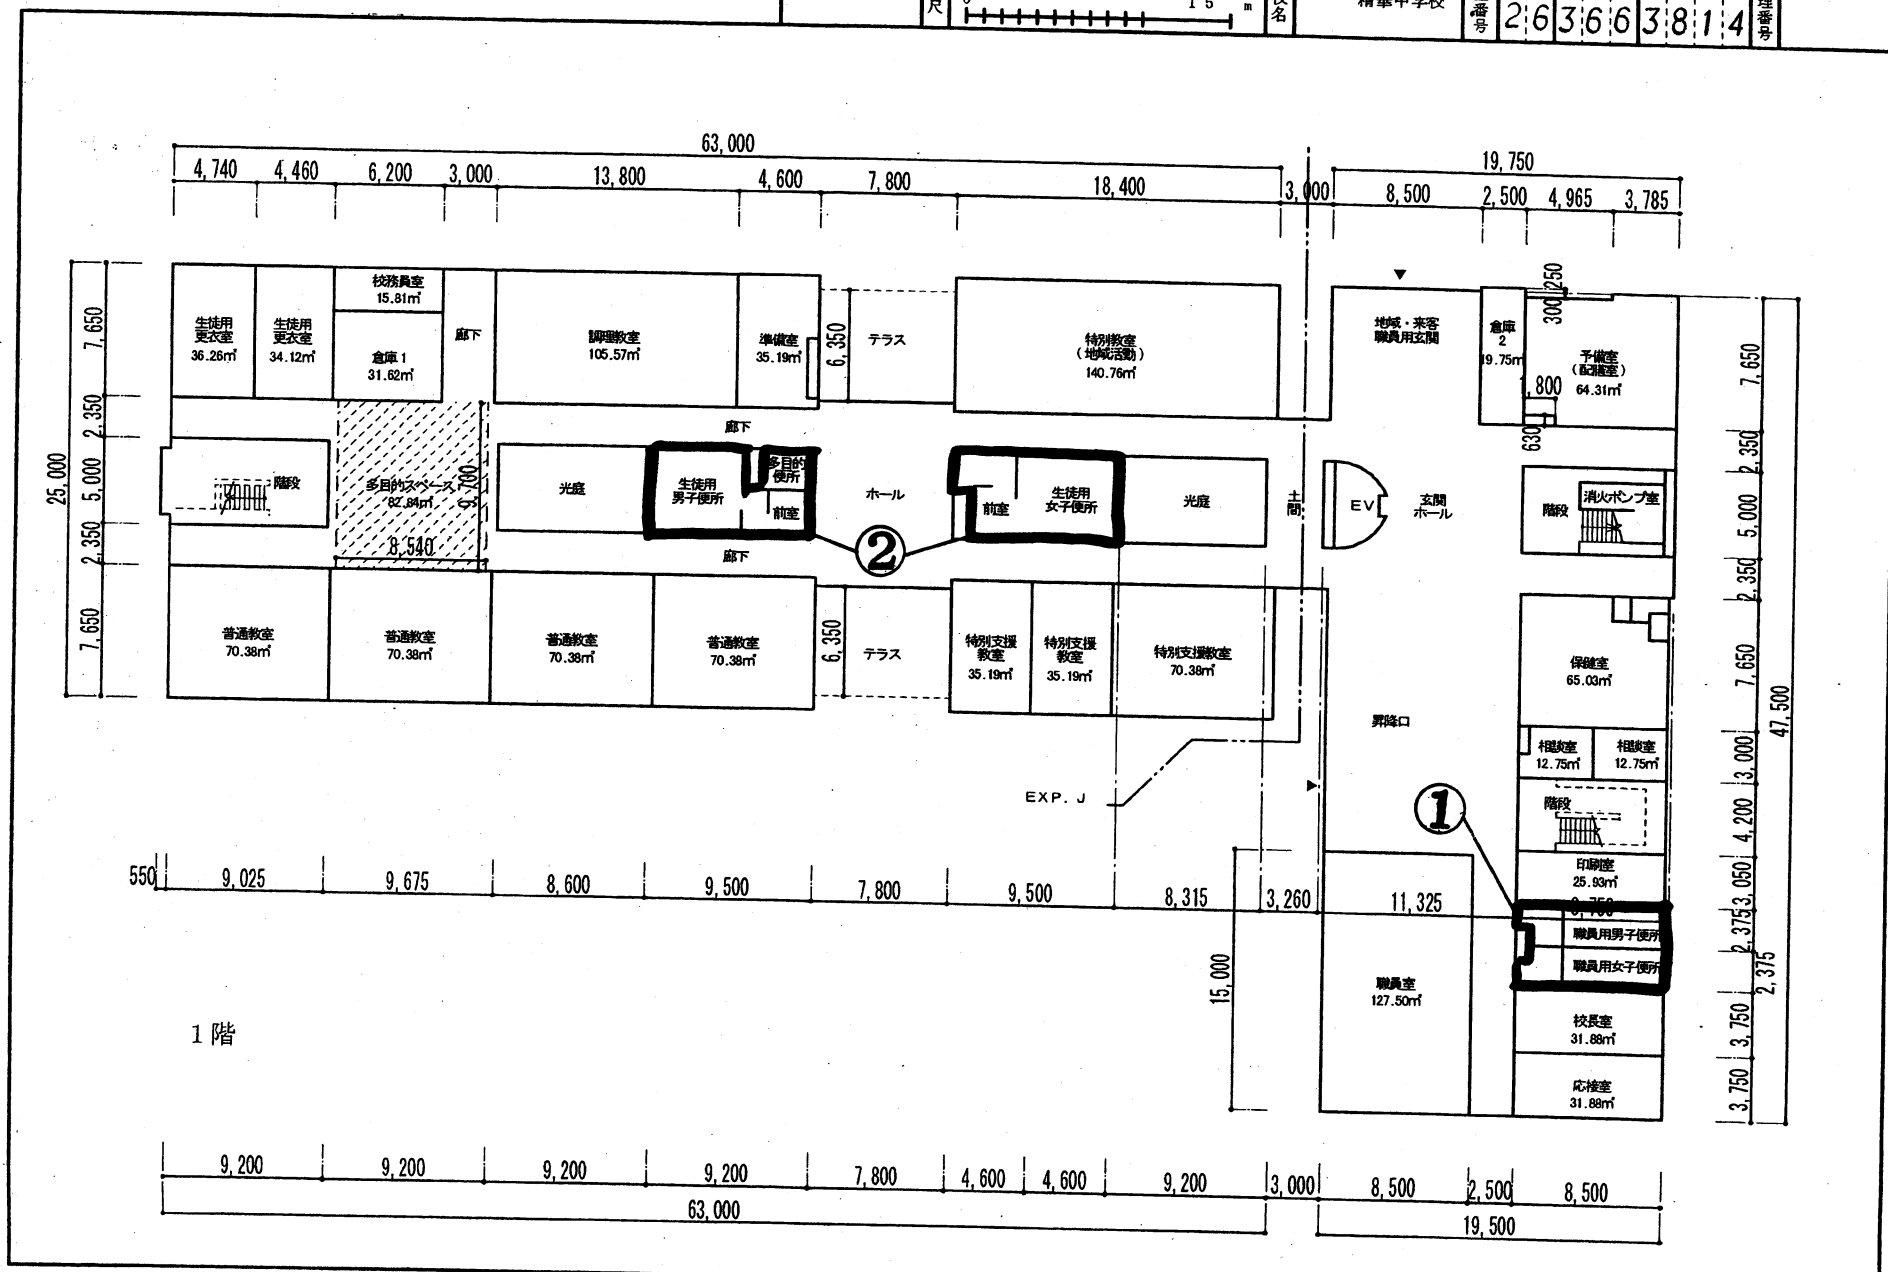 尺
0 15 m
名
精華中学校
番号
26 366 3814
理番号
63,000
19,750
4,740 4,460 6,200 3,000 13,800 4,600 7,800 18,400 3,000 8,500 2,500 4,965 3,785
25,000
7,650
2,350
5,000
2,350
7,650
生徒用
更衣室
36.26㎡
生徒用
更衣室
34.12㎡
校務員室
15.81㎡
倉庫1
31.62㎡
廊下
調理教室
105.57㎡
準備室
35.19㎡
6,350
テラス
特別教室
(地域活動)
140.76㎡
地域・来客
職員用玄関
倉庫
2
19.75㎡
300 250
予備室
(配膳室)
64.31㎡
1,800
630
廊下
階段
多目的スペース
82.84㎡
9,700
8,540
光庭
生徒用
男子便所
多目的
便所
前室
ホール
②
前室
生徒用
女子便所
光庭
土間
EV
玄関
ホール
階段
消火ポンプ室
廊下
普通教室
70.38㎡
普通教室
70.38㎡
普通教室
70.38㎡
普通教室
70.38㎡
6,350
テラス
特別支援
教室
35.19㎡
特別支援
教室
35.19㎡
特別支援教室
70.38㎡
保健室
65.03㎡
昇降口
相談室
12.75㎡
相談室
12.75㎡
EXP. J
①
階段
印刷室
25.93㎡
職員用男子便所
職員用女子便所
職員室
127.50㎡
校長室
31.88㎡
応接室
31.88㎡
7,650
2,350
5,000
2,350
7,650
3,000
4,200
3,050
2,375
2,375
3,750
3,750
47,500
550 9,025 9,675 8,600 9,500 7,800 9,500 8,315 3,260 11,325
15,000
1階
9,200 9,200 9,200 9,200 7,800 4,600 4,600 9,200 3,000 8,500 2,500 8,500
63,000
19,500